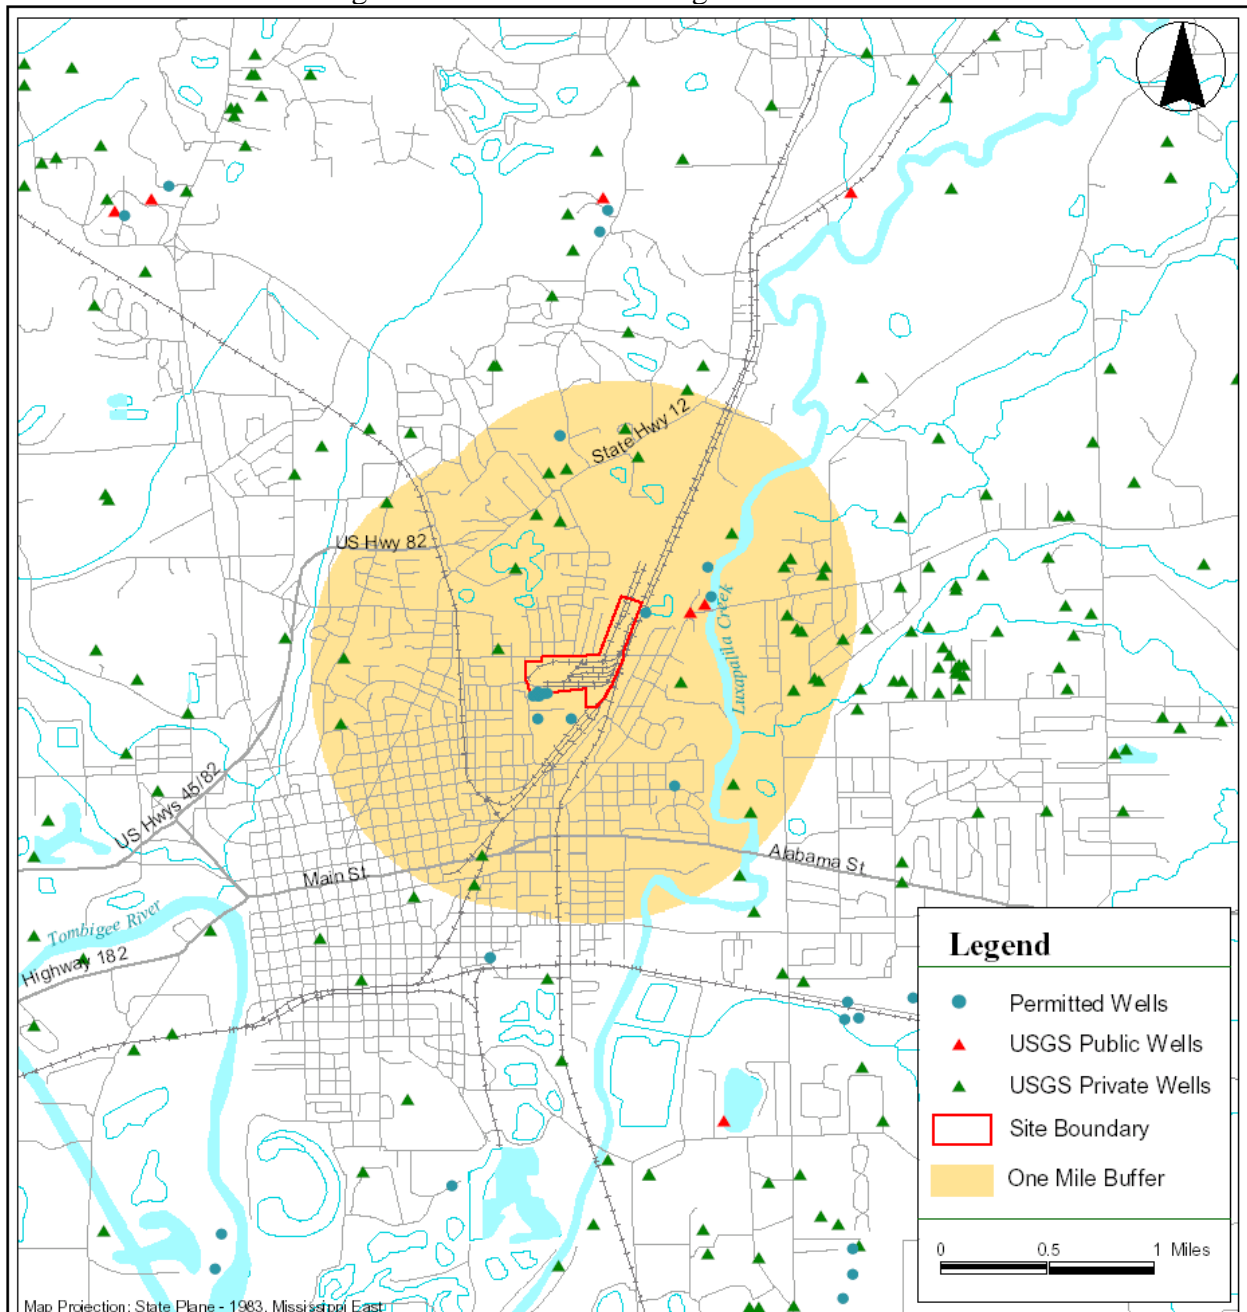 State Hwy 12
US Hwy 82
Luxapalila Creek
US Hwys 45/82
Main St.
Alabama St
Tombigee River
Highway 182
Legend
Permitted Wells
USGS Public Wells
USGS Private Wells
Site Boundary
One Mile Buffer
0 0.5 1 Miles
Map Projection: State Plane - 1983, Mississippi East